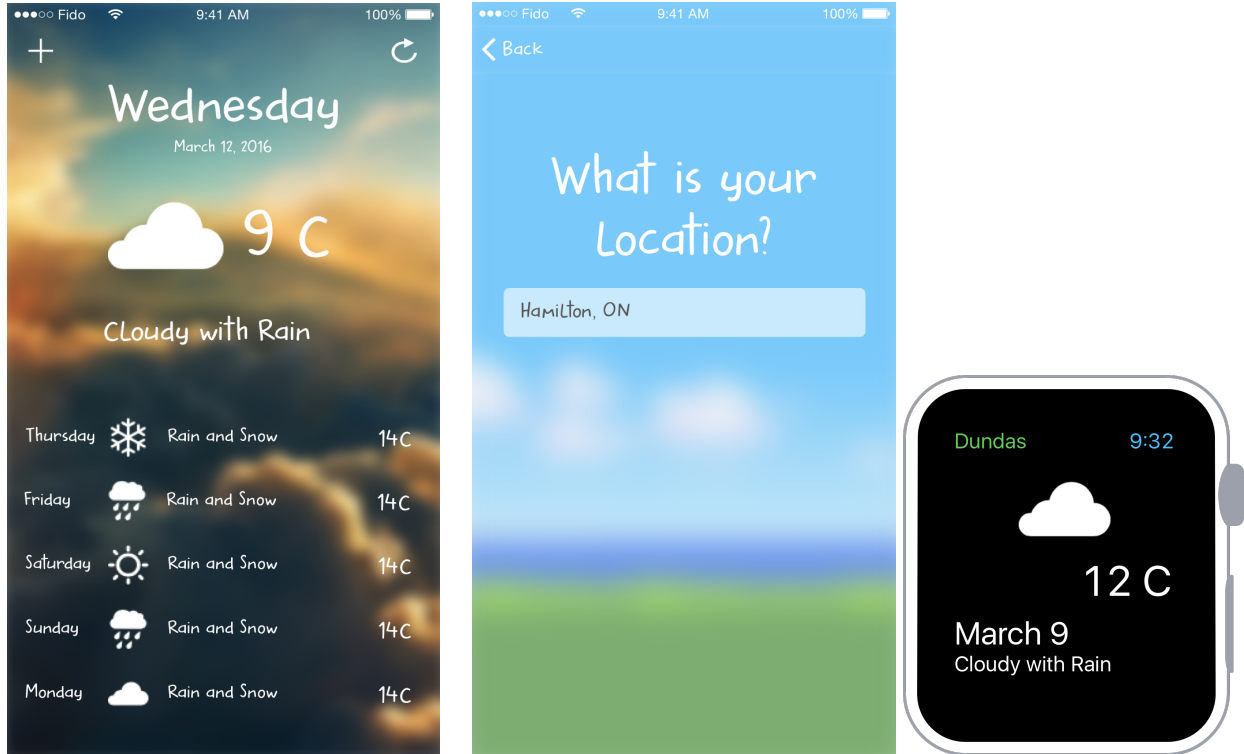 Fido 9:41 AM 100%
Wednesday
March 12, 2016
9 C
Cloudy with Rain
Thursday Rain and Snow 14C
Friday Rain and Snow 14C
Saturday Rain and Snow 14C
Sunday Rain and Snow 14C
Monday Rain and Snow 14C
Fido 9:41 AM 100%
Back
What is your
Location?
Hamilton, ON
Dundas 9:32
12 C
March 9
Cloudy with Rain